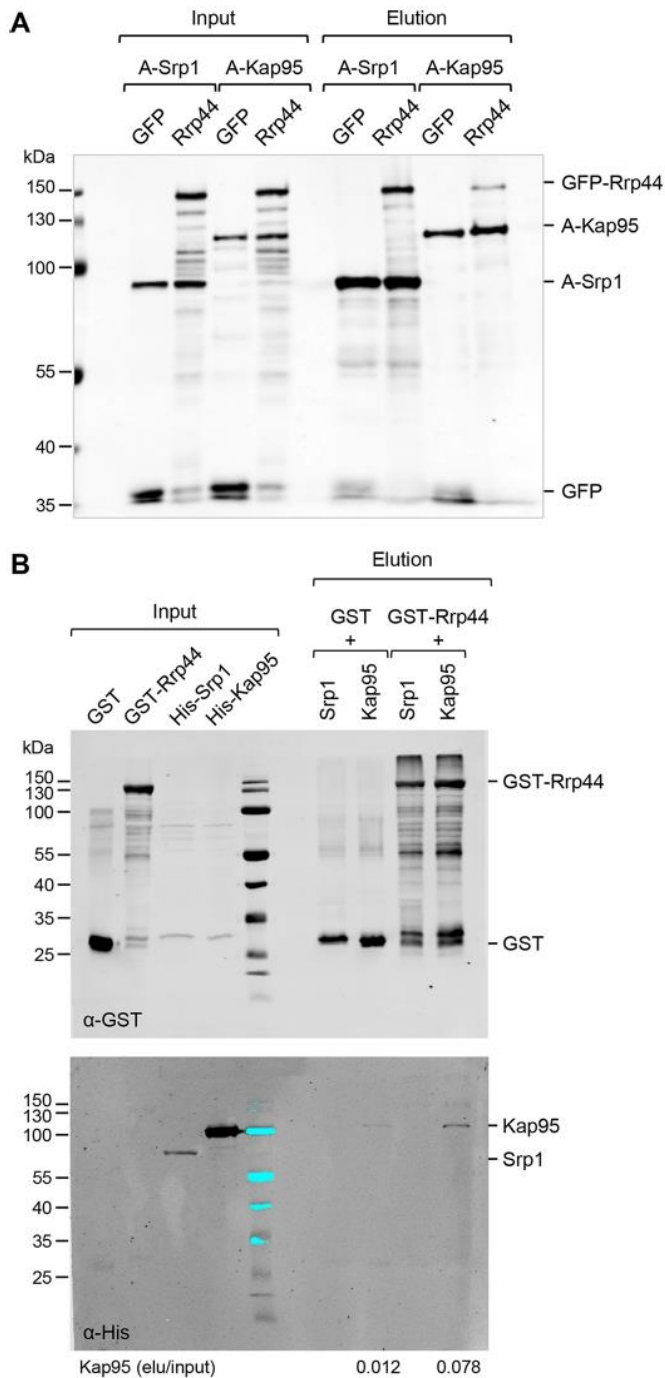 A
Input
Elution
A-Srp1
A-Kap95
A-Srp1
A-Kap95
GFP
Rrp44
GFP
Rrp44
GFP
Rrp44
GFP
Rrp44
kDa
150
130
100
55
40
35
GFP-Rrp44
A-Kap95
A-Srp1
GFP
B
Elution
Input
GST
+
GST-Rrp44
+
GST
GST-Rrp44
His-Srp1
His-Kap95
Srp1
Kap95
Srp1
Kap95
kDa
150
130
100
55
40
35
25
GST-Rrp44
GST
α-GST
150
130
100
55
40
35
25
Kap95
Srp1
α-His
Kap95 (elu/input) 0.012 0.078